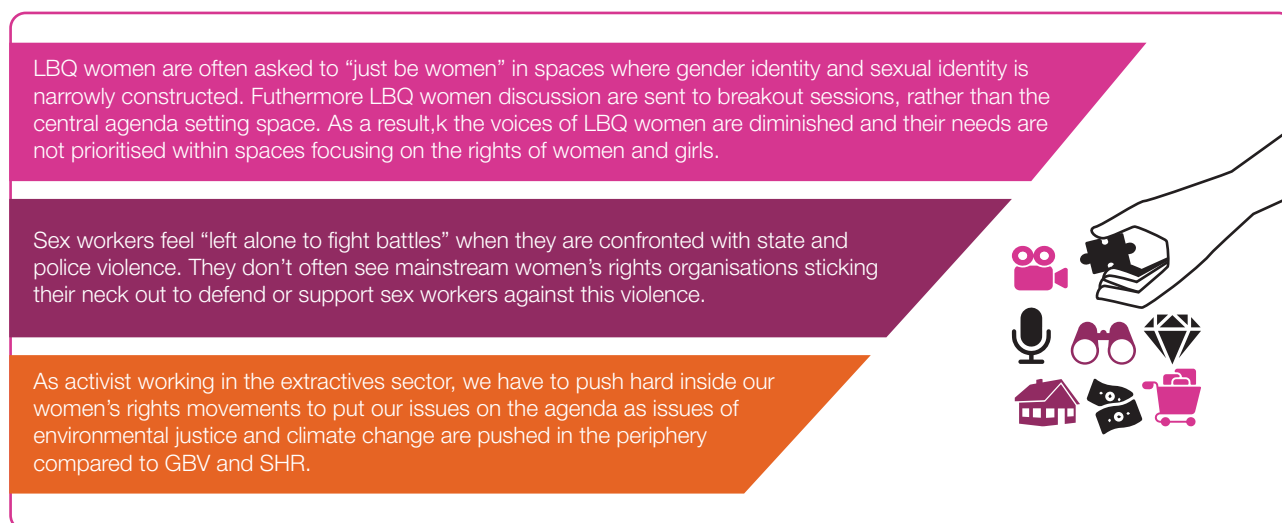 LBQ women are often asked to “just be women” in spaces where gender identity and sexual identity is
narrowly constructed. Futhermore LBQ women discussion are sent to breakout sessions, rather than the
central agenda setting space. As a result,k the voices of LBQ women are diminished and their needs are
not prioritised within spaces focusing on the rights of women and girls.
Sex workers feel “left alone to fight battles” when they are confronted with state and
police violence. They don’t often see mainstream women’s rights organisations sticking
their neck out to defend or support sex workers against this violence.
As activist working in the extractives sector, we have to push hard inside our
women’s rights movements to put our issues on the agenda as issues of
environmental justice and climate change are pushed in the periphery
compared to GBV and SHR.